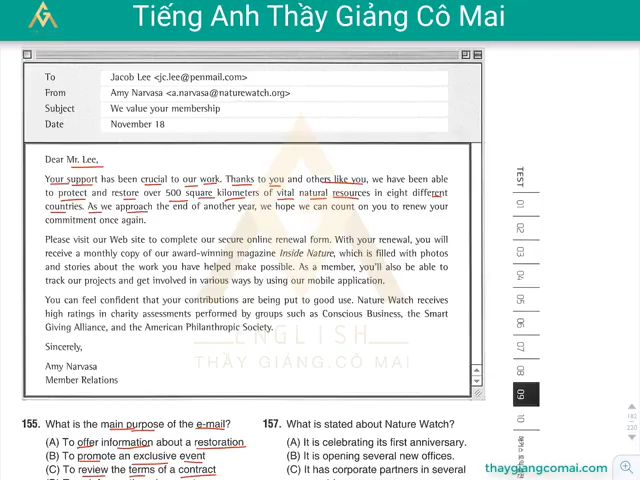 Tiếng Anh Thầy Giảng Cô Mai
To Jacob Lee <jc.lee@penmail.com>
From Amy Narvasa <a.narvasa@naturewatch.org>
Subject We value your membership
Date November 18
Dear Mr. Lee,
Your support has been crucial to our work. Thanks to you and others like you, we have been able
to protect and restore over 500 square kilometers of vital natural resources in eight different
countries. As we approach the end of another year, we hope we can count on you to renew your
commitment once again.
Please visit our Web site to complete our secure online renewal form. With your renewal, you will
receive a monthly copy of our award-winning magazine Inside Nature, which is filled with photos
and stories about the work you have helped make possible. As a member, you'll also be able to
track our projects and get involved in various ways by using our mobile application.
You can feel confident that your contributions are being put to good use. Nature Watch receives
high ratings in charity assessments performed by groups such as Conscious Business, the Smart
Giving Alliance, and the American Philanthropic Society.
Sincerely,
Amy Narvasa
Member Relations
ENGLISH
THẦY GIẢNG.CÔ MAI
155. What is the main purpose of the e-mail?
(A) To offer information about a restoration
(B) To promote an exclusive event
(C) To review the terms of a contract
157. What is stated about Nature Watch?
(A) It is celebrating its first anniversary.
(B) It is opening several new offices.
(C) It has corporate partners in several
TEST
01
02
03
04
05
06
07
08
09
10
182
220
thaygiangcomai.com